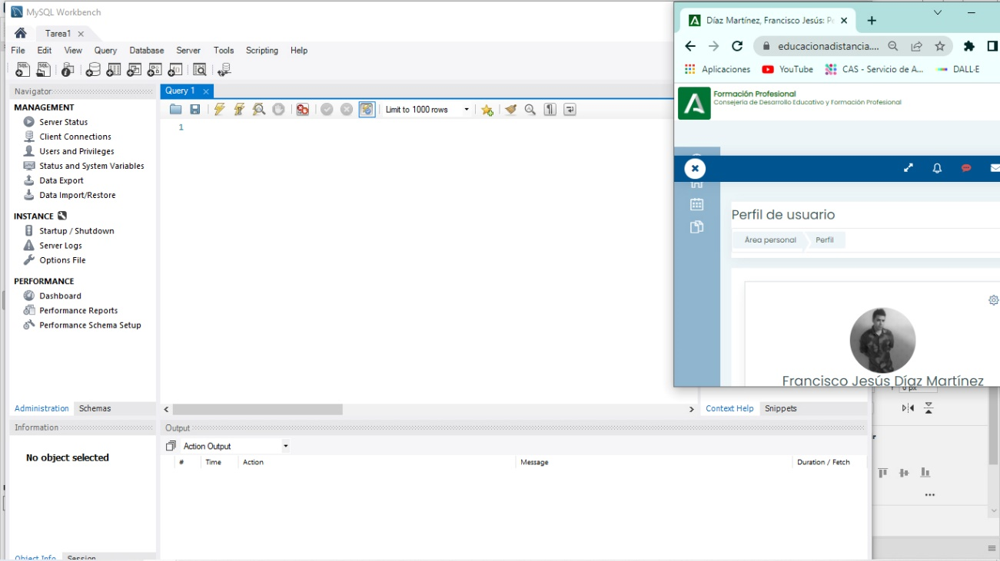 MySQL Workbench
Tarea1
File Edit View Query Database Server Tools Scripting Help
Navigator
MANAGEMENT
Server Status
Client Connections
Users and Privileges
Status and System Variables
Data Export
Data Import/Restore
INSTANCE
Startup / Shutdown
Server Logs
Options File
PERFORMANCE
Dashboard
Performance Reports
Performance Schema Setup
Administration Schemas
Information
No object selected
Object Info Session
Query 1
Limit to 1000 rows
1
Context Help Snippets
Output
Action Output
# Time Action Message Duration / Fetch
Díaz Martínez, Francisco Jesús: Pe
educacionadistancia....
Aplicaciones YouTube CAS - Servicio de A... DALL·E
Formación Profesional
Consejería de Desarrollo Educativo y Formación Profesional
Perfil de usuario
Área personal Perfil
Francisco Jesús Díaz Martínez
0 px